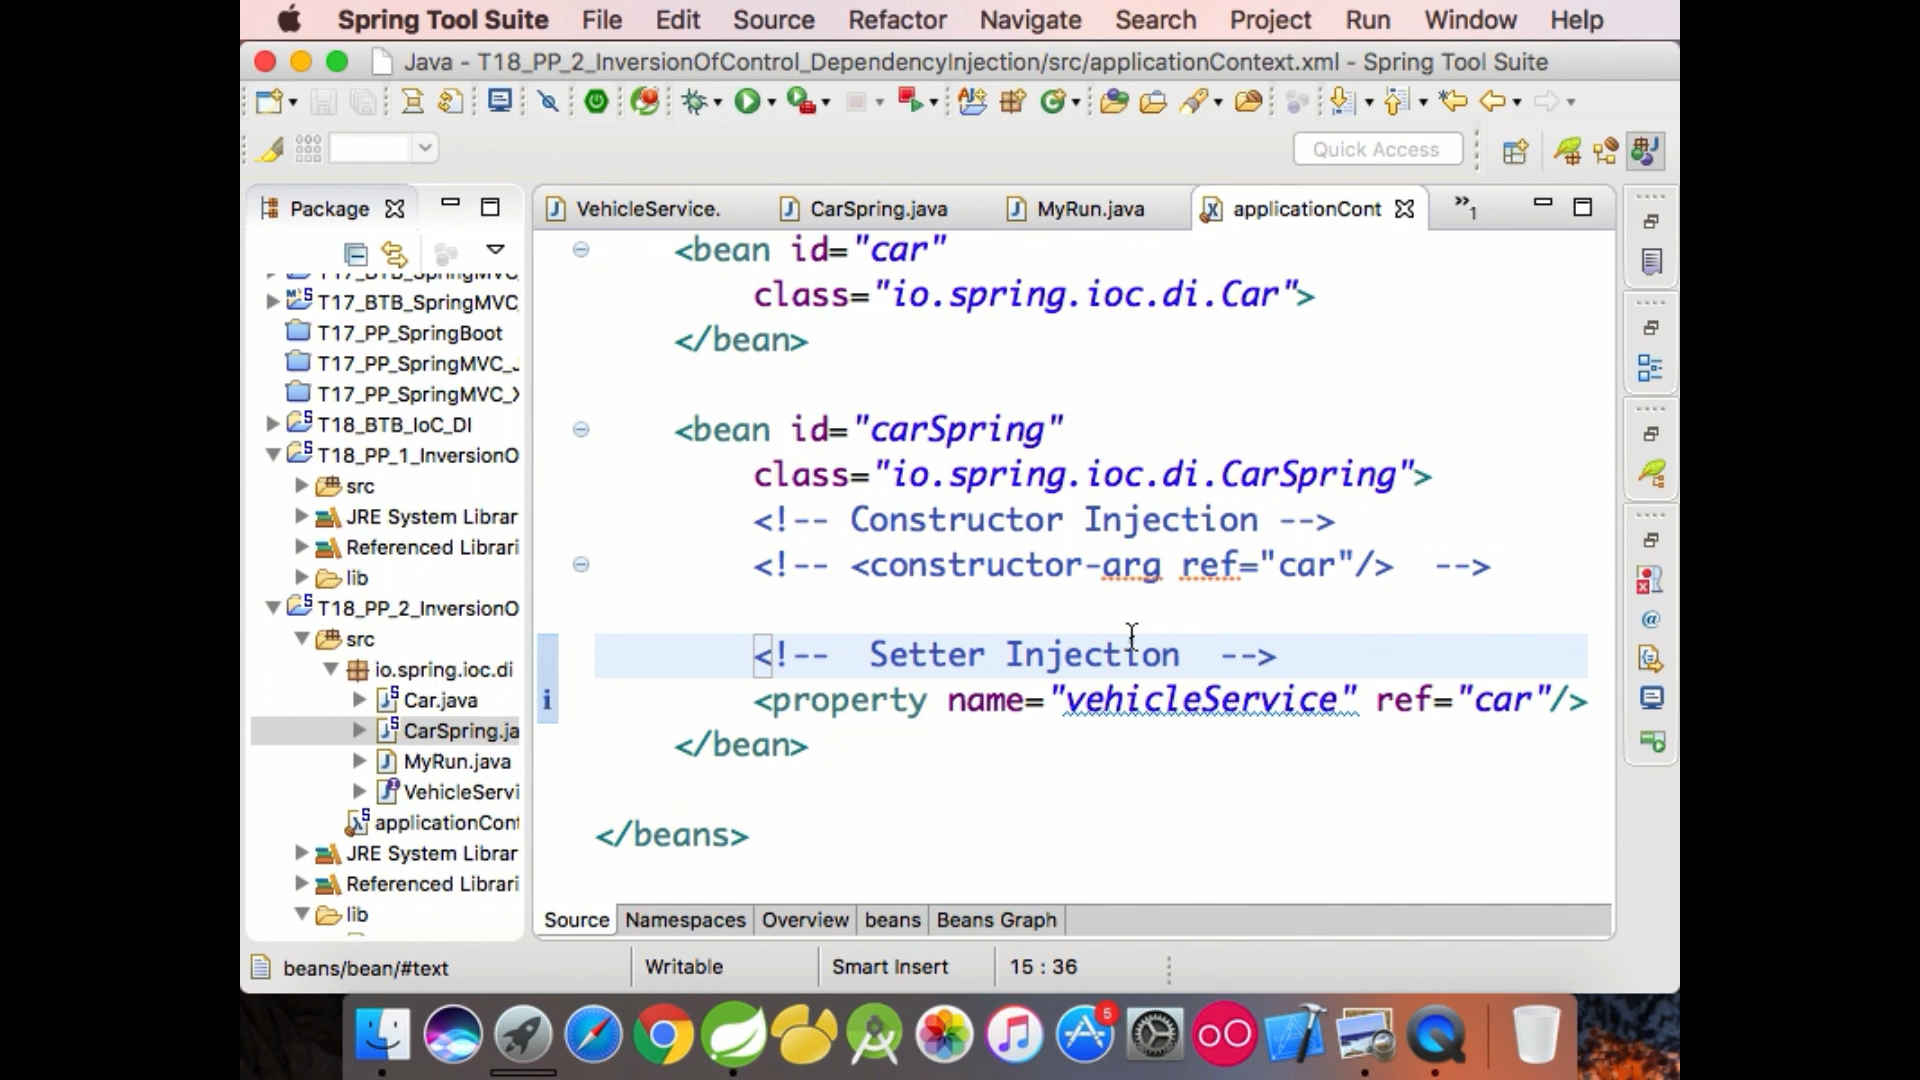 Spring Tool Suite File Edit Source Refactor Navigate Search Project Run Window Help
Java - T18_PP_2_InversionOfControl_DependencyInjection/src/applicationContext.xml - Spring Tool Suite
Quick Access
Package
VehicleService. CarSpring.java MyRun.java applicationCont »1
T17_BTB_SpringMVC
T17_BTB_SpringMVC
T17_PP_SpringBoot
T17_PP_SpringMVC_
T17_PP_SpringMVC_X
T18_BTB_IoC_DI
T18_PP_1_InversionO
src
JRE System Librar
Referenced Librari
lib
T18_PP_2_InversionO
src
io.spring.ioc.di
Car.java
CarSpring.ja
MyRun.java
VehicleServi
applicationCont
JRE System Librar
Referenced Librari
lib
<bean id="car"
class="io.spring.ioc.di.Car">
</bean>
<bean id="carSpring"
class="io.spring.ioc.di.CarSpring">
<!-- Constructor Injection -->
<!-- <constructor-arg ref="car"/> -->
<!-- Setter Injection -->
<property name="vehicleService" ref="car"/>
</bean>
</beans>
Source Namespaces Overview beans Beans Graph
beans/bean/#text Writable Smart Insert 15 : 36
5